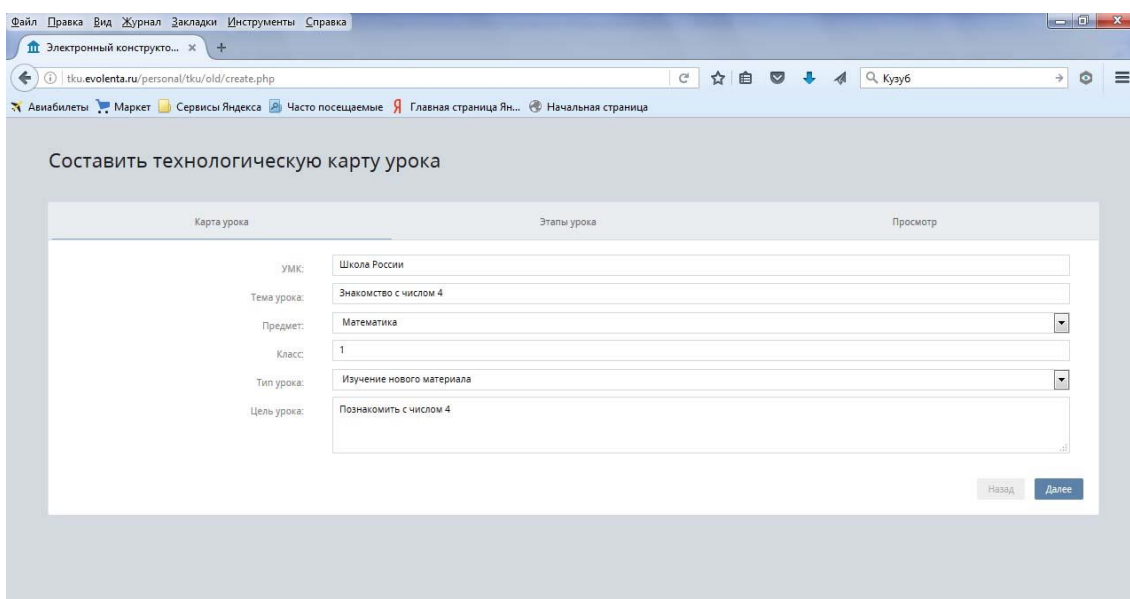 Файл Правка Вид Журнал Закладки Инструменты Справка
Электронный конструкто...
tku.evolenta.ru/personal/tku/old/create.php
Кузуб
Авиабилеты Маркет Сервисы Яндекса Часто посещаемые Главная страница Ян... Начальная страница
Составить технологическую карту урока
Карта урока Этапы урока Просмотр
УМК: Школа России
Тема урока: Знакомство с числом 4
Предмет: Математика
Класс: 1
Тип урока: Изучение нового материала
Цель урока: Познакомить с числом 4
Назад Далее